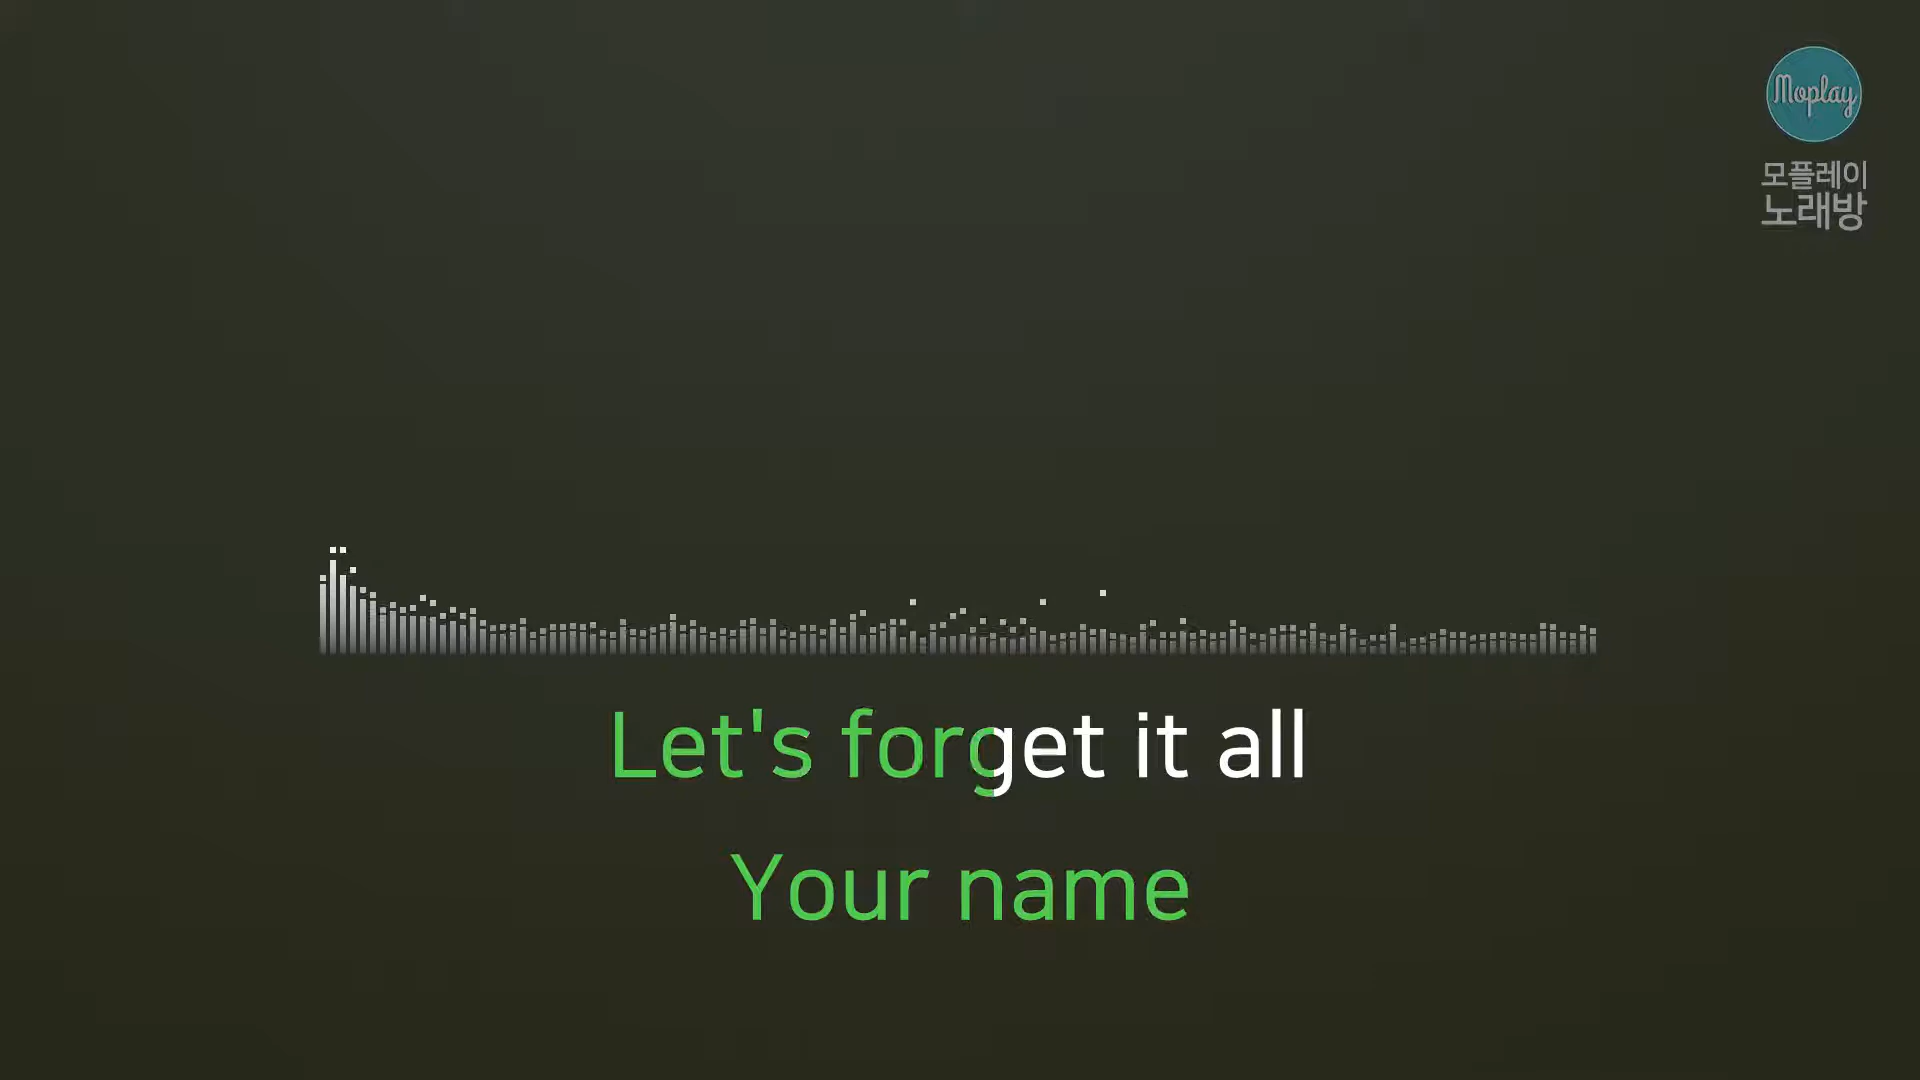 Moplay
모플레이
노래방
Let's forget it all
Your name